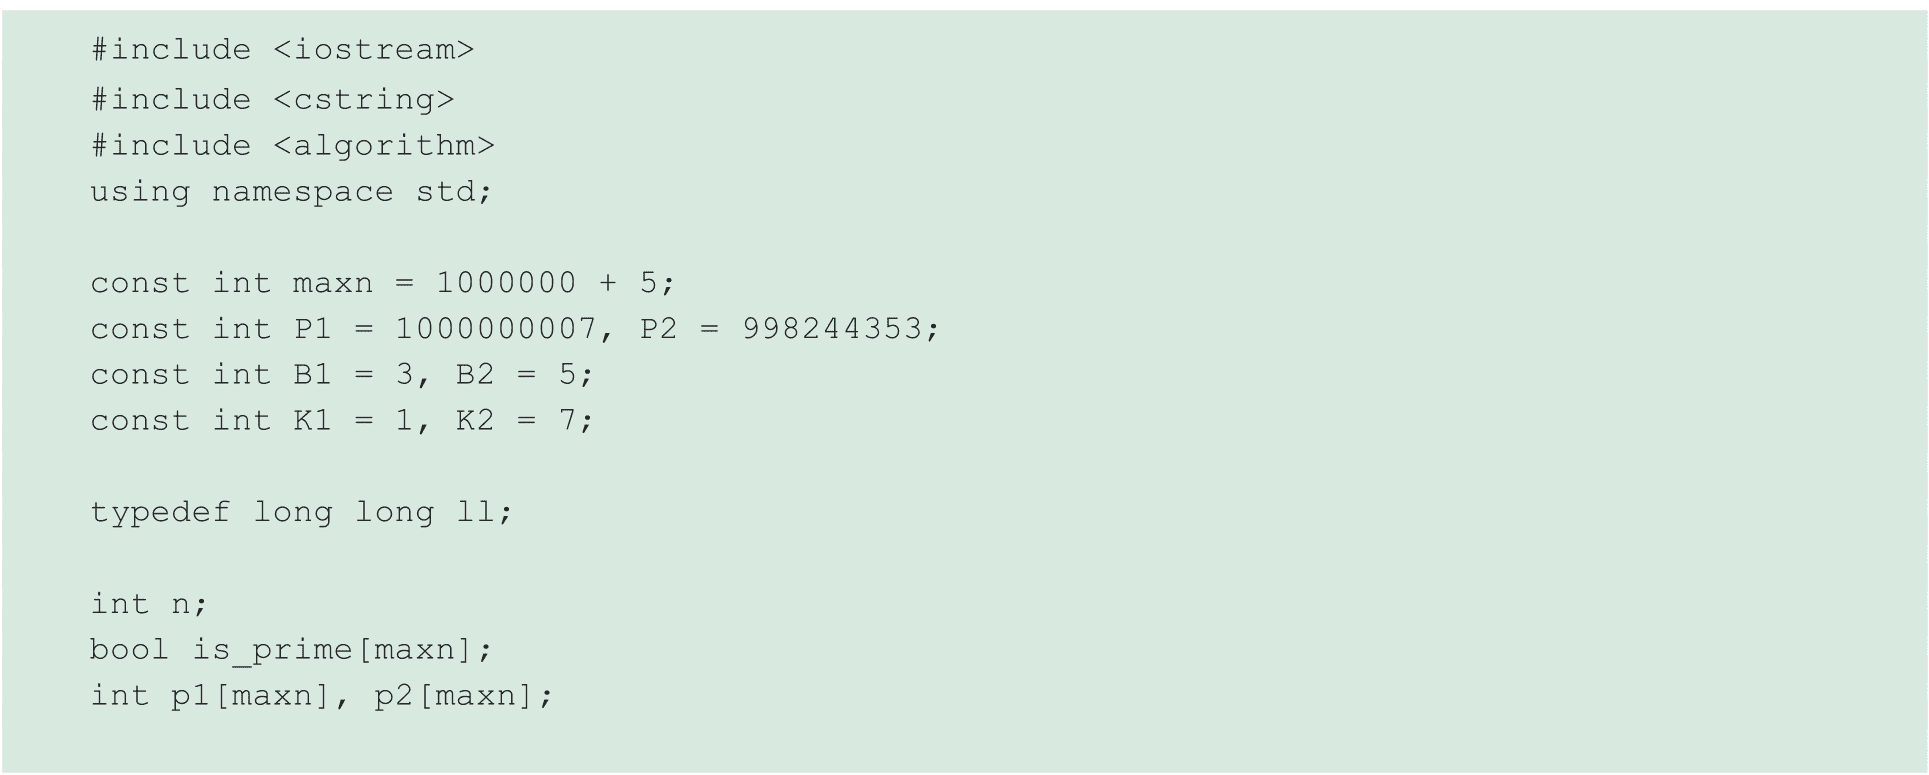 #include <iostream>
#include <cstring>
#include <algorithm>
using namespace std;
const int maxn = 1000000 + 5;
const int P1 = 1000000007, P2 = 998244353;
const int B1 = 3, B2 = 5;
const int K1 = 1, K2 = 7;
typedef long long ll;
int n;
bool is_prime[maxn];
int p1[maxn], p2[maxn];